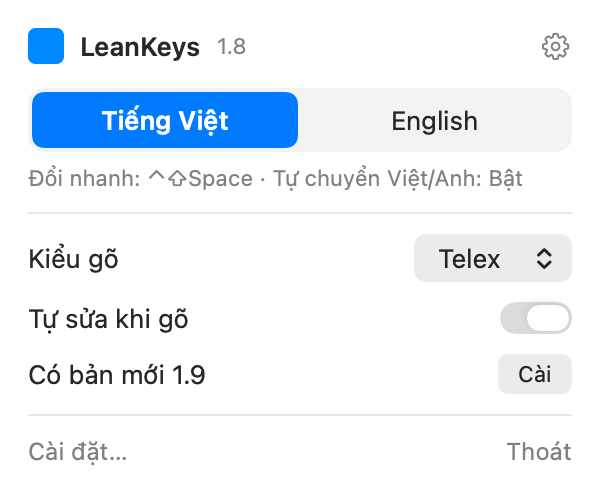 LeanKeys 1.8
Tiếng Việt English
Đổi nhanh: ^⇧Space · Tự chuyển Việt/Anh: Bật
Kiểu gõ Telex
Tự sửa khi gõ
Có bản mới 1.9 Cài
Cài đặt... Thoát